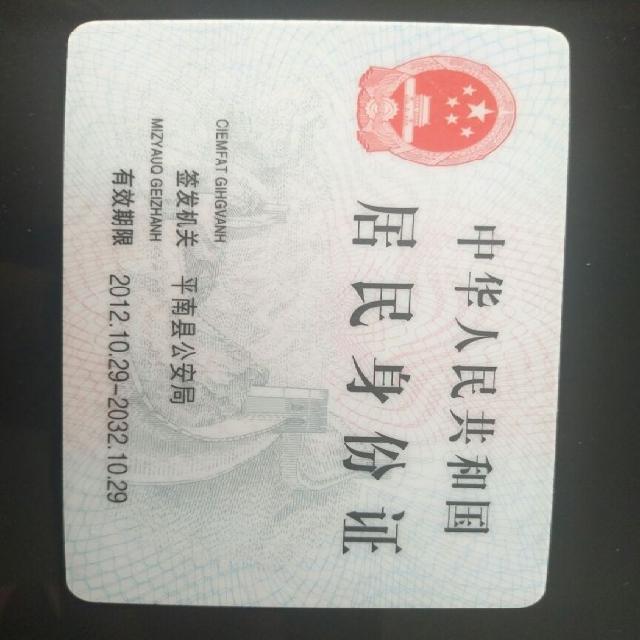 中华人民共和国
居民身份证
CIEMFAT GIHGVANH
签发机关 平南县公安局
MIZYAUQ GEIZHANH
有效期限 2012.10.29-2032.10.29